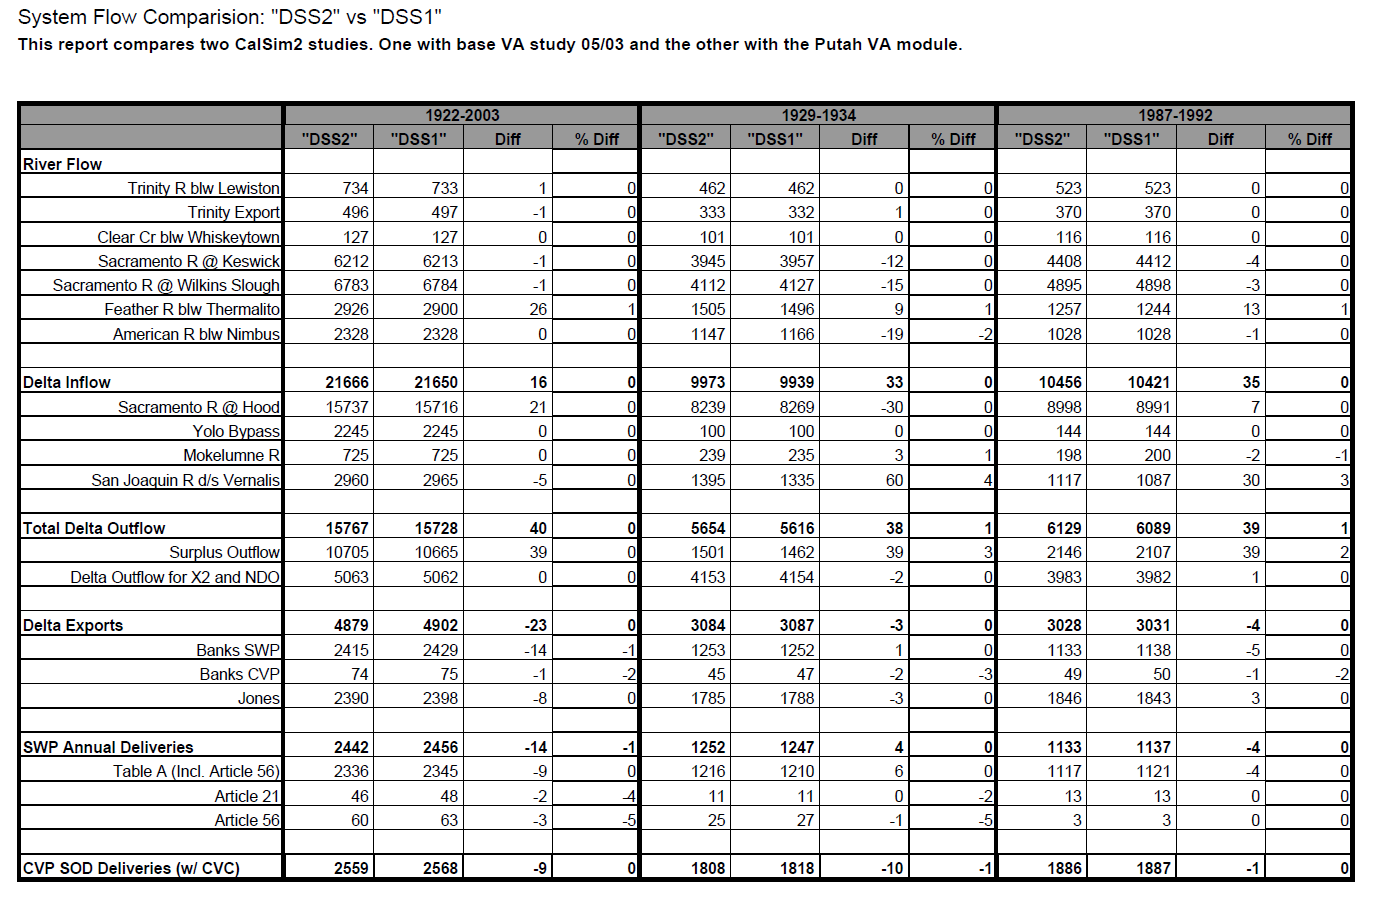 System Flow Comparision: "DSS2" vs "DSS1"
This report compares two CalSim2 studies. One with base VA study 05/03 and the other with the Putah VA module.
1922-2003 1929-1934 1987-1992
"DSS2" "DSS1" Diff % Diff "DSS2" "DSS1" Diff % Diff "DSS2" "DSS1" Diff % Diff
River Flow
Trinity R blw Lewiston 734 733 1 0 462 462 0 0 523 523 0 0
Trinity Export 496 497 -1 0 333 332 1 0 370 370 0 0
Clear Cr blw Whiskeytown 127 127 0 0 101 101 0 0 116 116 0 0
Sacramento R @ Keswick 6212 6213 -1 0 3945 3957 -12 0 4408 4412 -4 0
Sacramento R @ Wilkins Slough 6783 6784 -1 0 4112 4127 -15 0 4895 4898 -3 0
Feather R blw Thermalito 2926 2900 26 1 1505 1496 9 1 1257 1244 13 1
American R blw Nimbus 2328 2328 0 0 1147 1166 -19 -2 1028 1028 -1 0
Delta Inflow 21666 21650 16 0 9973 9939 33 0 10456 10421 35 0
Sacramento R @ Hood 15737 15716 21 0 8239 8269 -30 0 8998 8991 7 0
Yolo Bypass 2245 2245 0 0 100 100 0 0 144 144 0 0
Mokelumne R 725 725 0 0 239 235 3 1 198 200 -2 -1
San Joaquin R d/s Vernalis 2960 2965 -5 0 1395 1335 60 4 1117 1087 30 3
Total Delta Outflow 15767 15728 40 0 5654 5616 38 1 6129 6089 39 1
Surplus Outflow 10705 10665 39 0 1501 1462 39 3 2146 2107 39 2
Delta Outflow for X2 and NDO 5063 5062 0 0 4153 4154 -2 0 3983 3982 1 0
Delta Exports 4879 4902 -23 0 3084 3087 -3 0 3028 3031 -4 0
Banks SWP 2415 2429 -14 -1 1253 1252 1 0 1133 1138 -5 0
Banks CVP 74 75 -1 -2 45 47 -2 -3 49 50 -1 -2
Jones 2390 2398 -8 0 1785 1788 -3 0 1846 1843 3 0
SWP Annual Deliveries 2442 2456 -14 -1 1252 1247 4 0 1133 1137 -4 0
Table A (Incl. Article 56) 2336 2345 -9 0 1216 1210 6 0 1117 1121 -4 0
Article 21 46 48 -2 -4 11 11 0 -2 13 13 0 0
Article 56 60 63 -3 -5 25 27 -1 -5 3 3 0 0
CVP SOD Deliveries (w/ CVC) 2559 2568 -9 0 1808 1818 -10 -1 1886 1887 -1 0